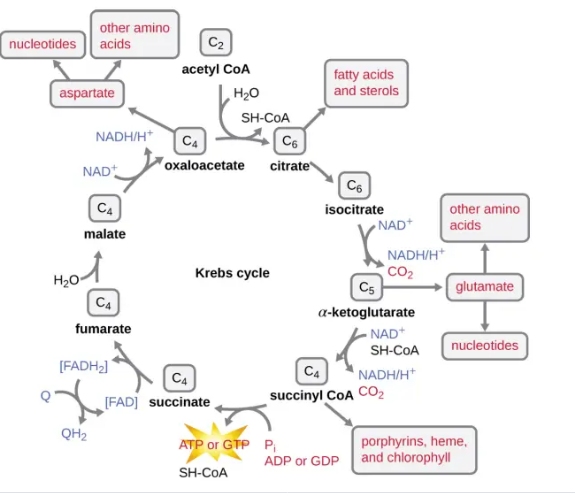 other amino
acids
nucleotides
C2
acetyl CoA
fatty acids
and sterols
aspartate
H2O
SH-CoA
NADH/H+
C4
oxaloacetate
C6
citrate
NAD+
C6
isocitrate
C4
malate
NAD+
other amino
acids
NADH/H+
CO2
Krebs cycle
H2O
C5
α-ketoglutarate
glutamate
C4
fumarate
NAD+
SH-CoA
nucleotides
[FADH2]
C4
succinate
C4
succinyl CoA
NADH/H+
CO2
Q
[FAD]
QH2
ATP or GTP
Pi
ADP or GDP
SH-CoA
porphyrins, heme,
and chlorophyll